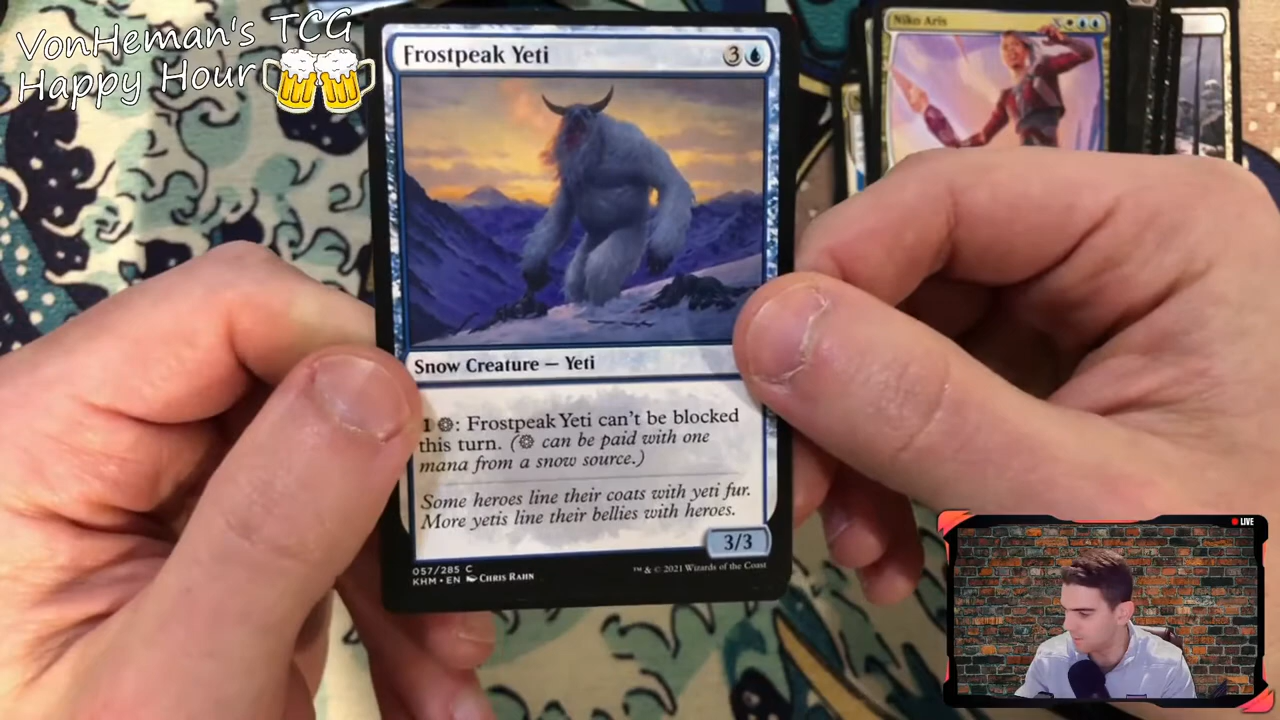 VonHeman's TCG
Happy Hour
Frostpeak Yeti
3
Snow Creature — Yeti
1 : Frostpeak Yeti can't be blocked
this turn. ( can be paid with one
mana from a snow source.)
Some heroes line their coats with yeti fur.
More yetis line their bellies with heroes.
3/3
057/285 C
KHM • EN Chris Rahn
™ & © 2021 Wizards of the Coast
Niko Aris
X
LIVE